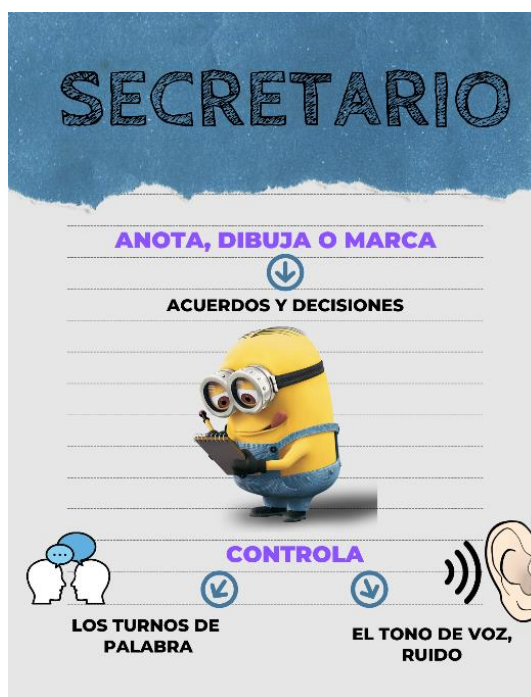 SECRETARIO
ANOTA, DIBUJA O MARCA
ACUERDOS Y DECISIONES
CONTROLA
LOS TURNOS DE
PALABRA
EL TONO DE VOZ,
RUIDO